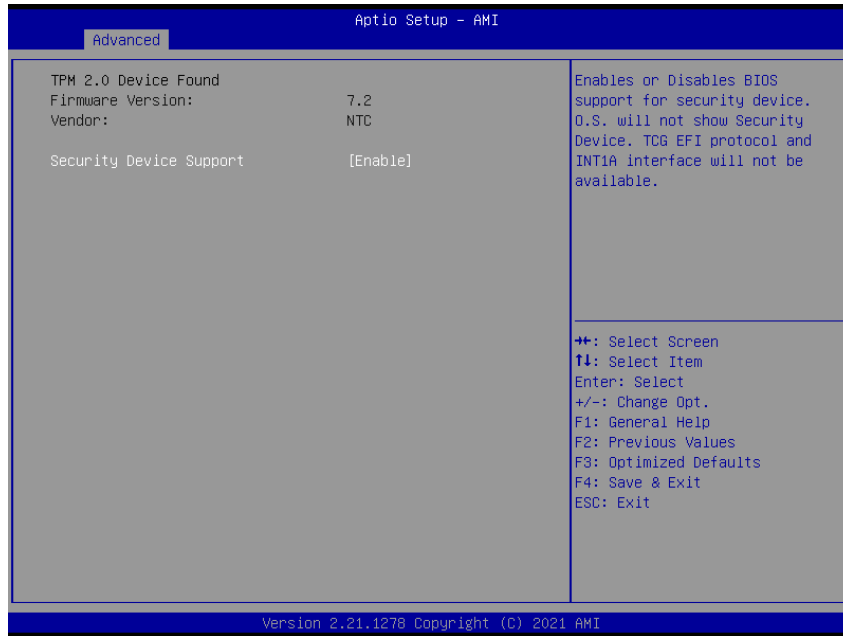 Aptio Setup - AMI
Advanced
TPM 2.0 Device Found
Firmware Version: 7.2
Vendor: NTC
Security Device Support [Enable]
Enables or Disables BIOS
support for security device.
O.S. will not show Security
Device. TCG EFI protocol and
INT1A interface will not be
available.
→←: Select Screen
↑↓: Select Item
Enter: Select
+/-: Change Opt.
F1: General Help
F2: Previous Values
F3: Optimized Defaults
F4: Save & Exit
ESC: Exit
Version 2.21.1278 Copyright (C) 2021 AMI